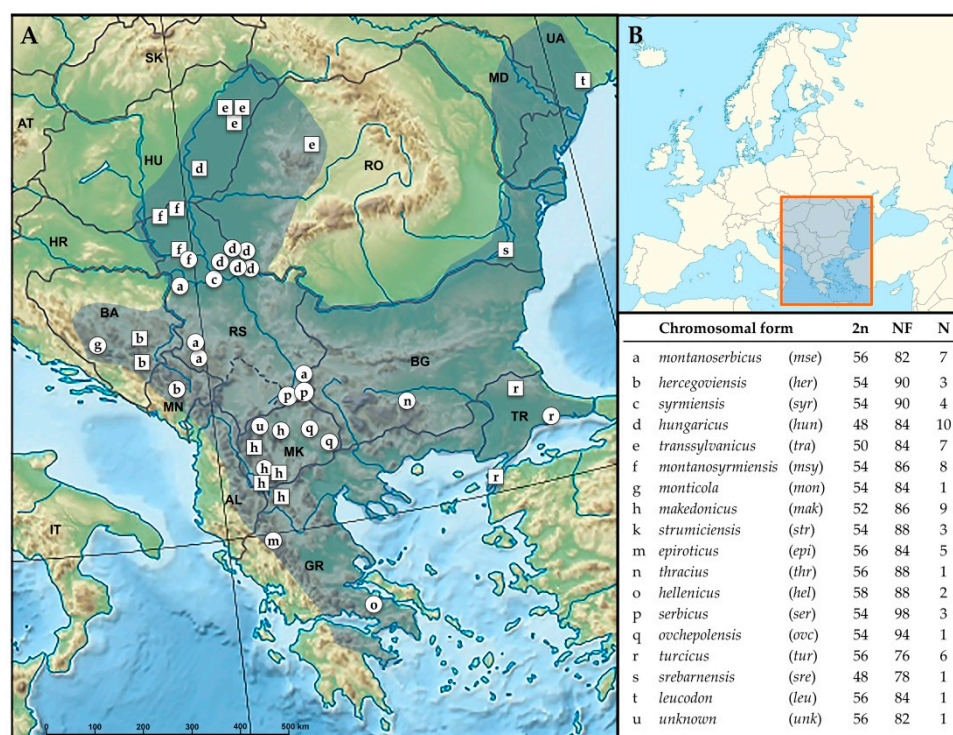 A
SK
UA
MD
t
AT
e e
e
e
HU
d
RO
f
f
HR
f
f
d d
d
d d
s
c
a
BA
RS
b
g
a
a
b
BG
b
a
p
p
MN
r
n
r
TR
u
h
q
q
h
MK
h
h
h
h
r
AL
IT
m
GR
o
0 100 200 300 400 500 km
B
Chromosomal form 2n NF N
a montanoserbicus (mse) 56 82 7
b hercegoviensis (her) 54 90 3
c syrmiensis (syr) 54 90 4
d hungaricus (hun) 48 84 10
e transsylvanicus (tra) 50 84 7
f montanosyrmiensis (msy) 54 86 8
g monticola (mon) 54 84 1
h makedonicus (mak) 52 86 9
k strumiciensis (str) 54 88 3
m epiroticus (epi) 56 84 5
n thracius (thr) 56 88 1
o hellenicus (hel) 58 88 2
p serbicus (ser) 54 98 3
q ovchepolensis (ovc) 54 94 1
r turcicus (tur) 56 76 6
s srebarnensis (sre) 48 78 1
t leucodon (leu) 56 84 1
u unknown (unk) 56 82 1